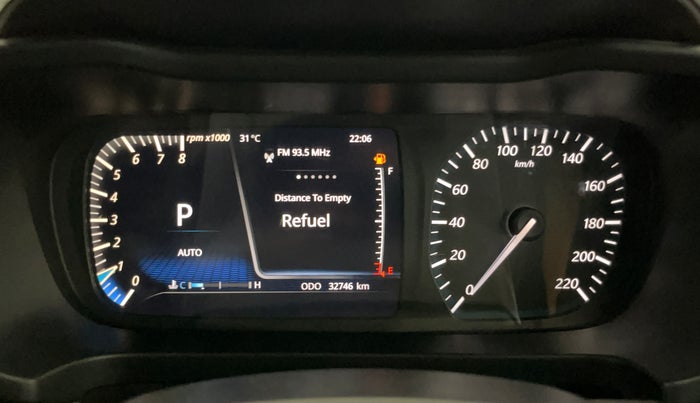 rpm x1000
31°C
22:06
FM 93.5 MHz
Distance To Empty
Refuel
F
E
8
7
6
5
4
3
2
1
0
P
AUTO
C H
ODO 32746 km
0
20
40
60
80
100
120
140
160
180
200
220
km/h